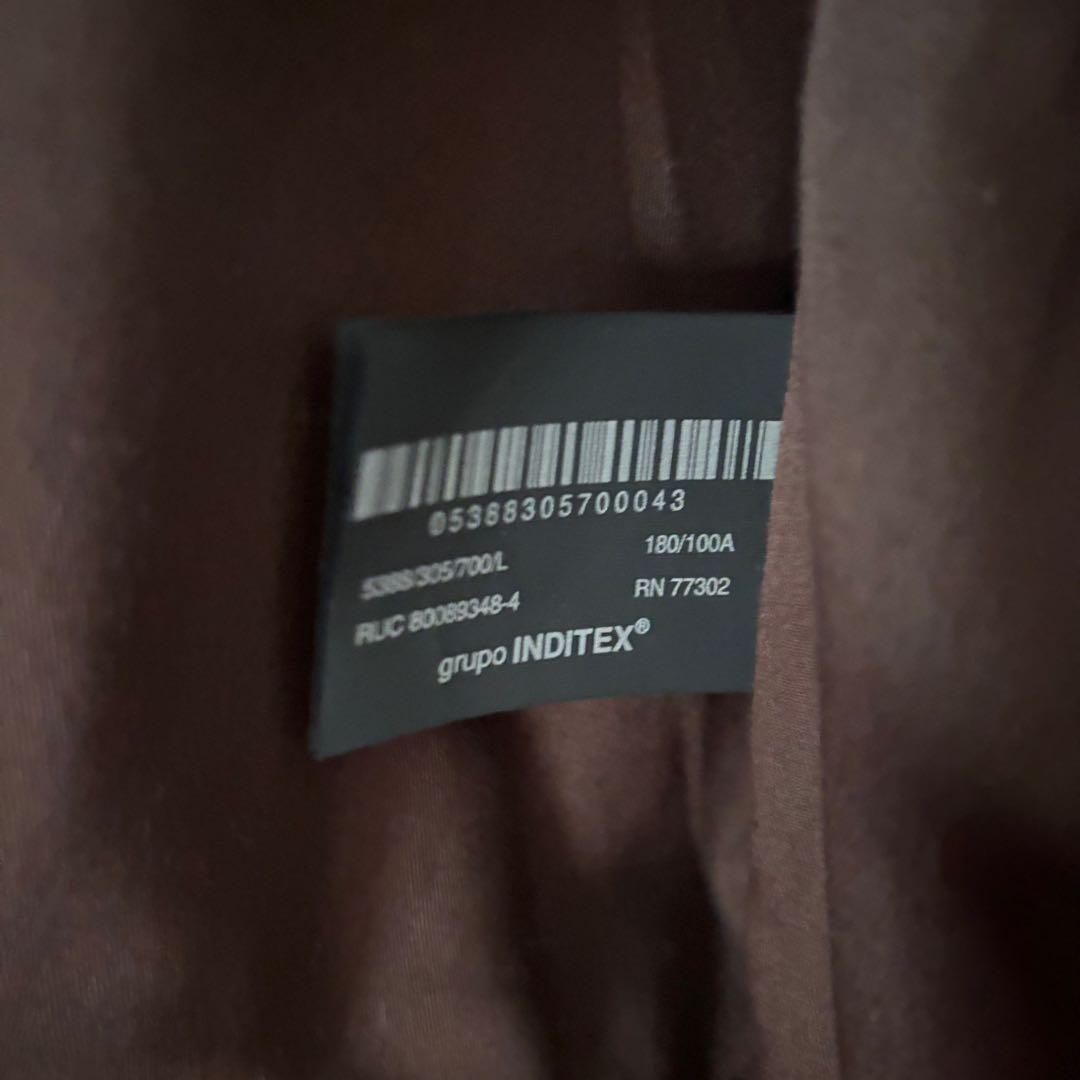 05388305700043
5388/305/700/L
180/100A
RUC 80089348-4
RN 77302
grupo INDITEX®